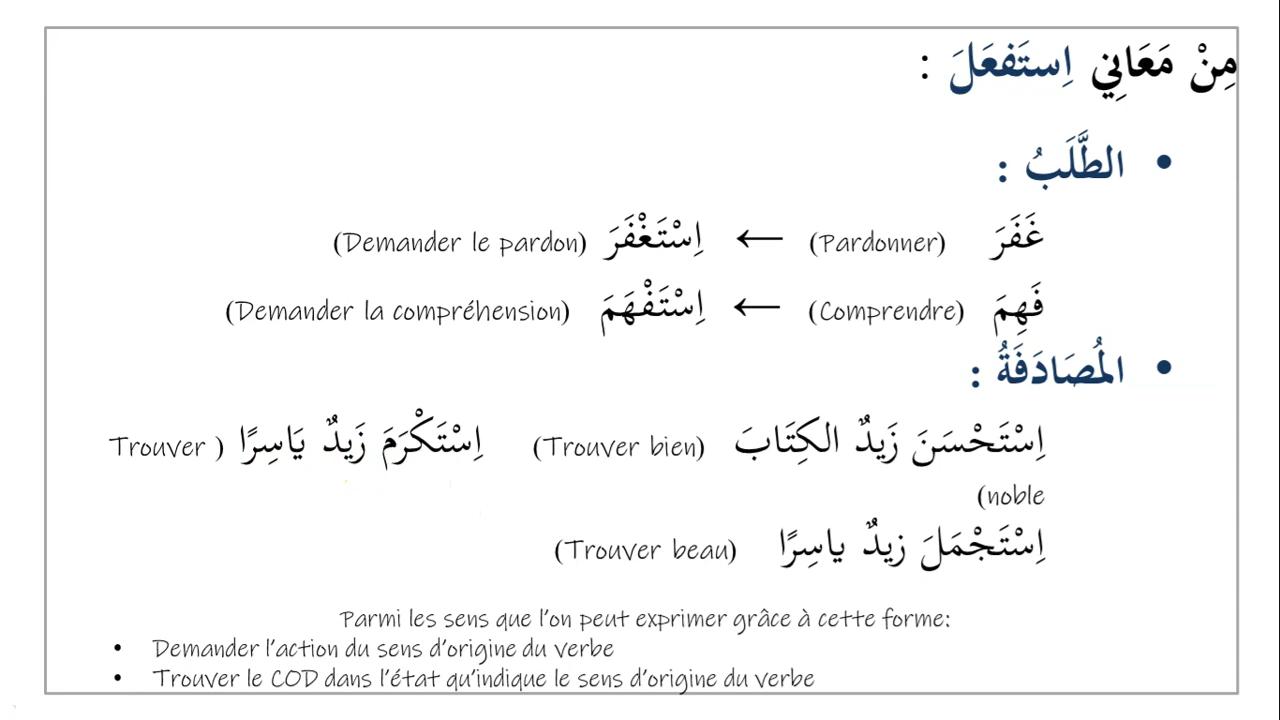 مِنْ مَعَانِي اِستَفعَلَ :
• الطَّلَبُ :
غَفَرَ (Pardonner) ← اِسْتَغْفَرَ (Demander le pardon)
فَهِمَ (Comprendre) ← اِسْتَفْهَمَ (Demander la compréhension)
• المُصَادَفَةُ :
اِسْتَحْسَنَ زَيدٌ الكِتَابَ (Trouver bien) اِسْتَكْرَمَ زَيدٌ يَاسِرًا (Trouver
noble)
اِسْتَجْمَلَ زيدٌ ياسِرًا (Trouver beau)
Parmi les sens que l'on peut exprimer grâce à cette forme:
• Demander l'action du sens d'origine du verbe
• Trouver le COD dans l'état qu'indique le sens d'origine du verbe